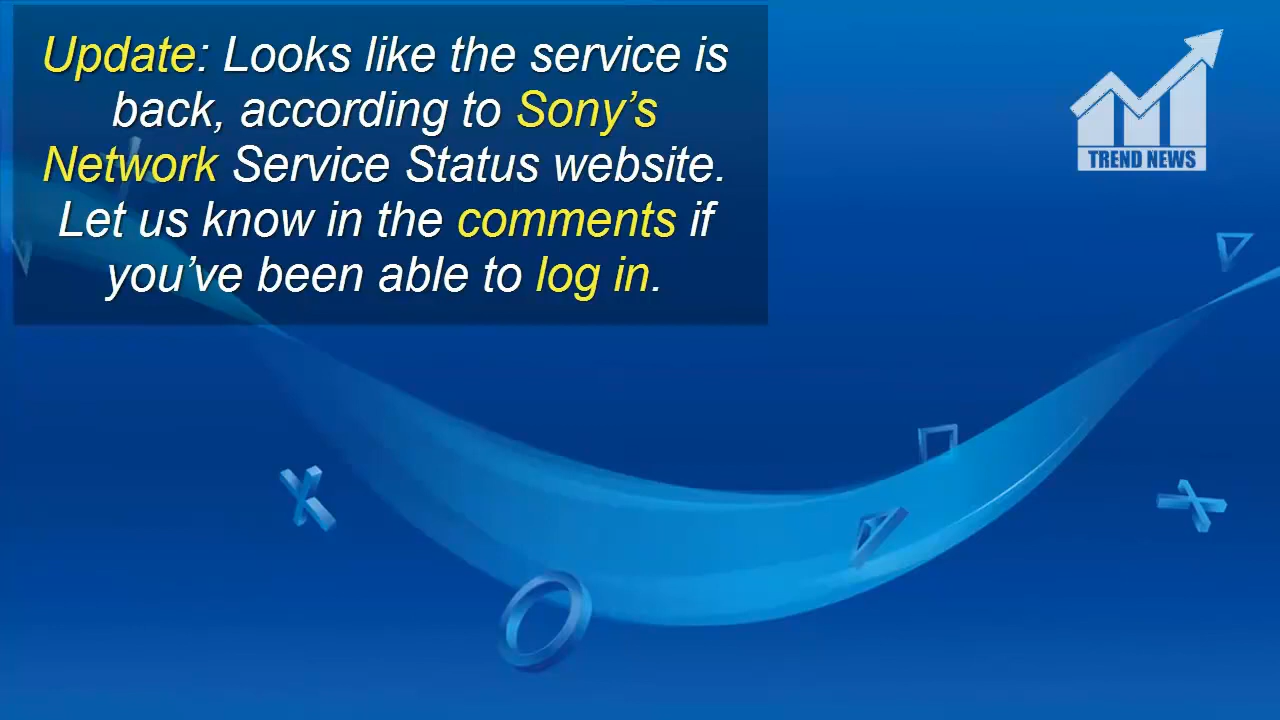 Update: Looks like the service is
back, according to Sony’s
Network Service Status website.
Let us know in the comments if
you’ve been able to log in.
TREND NEWS